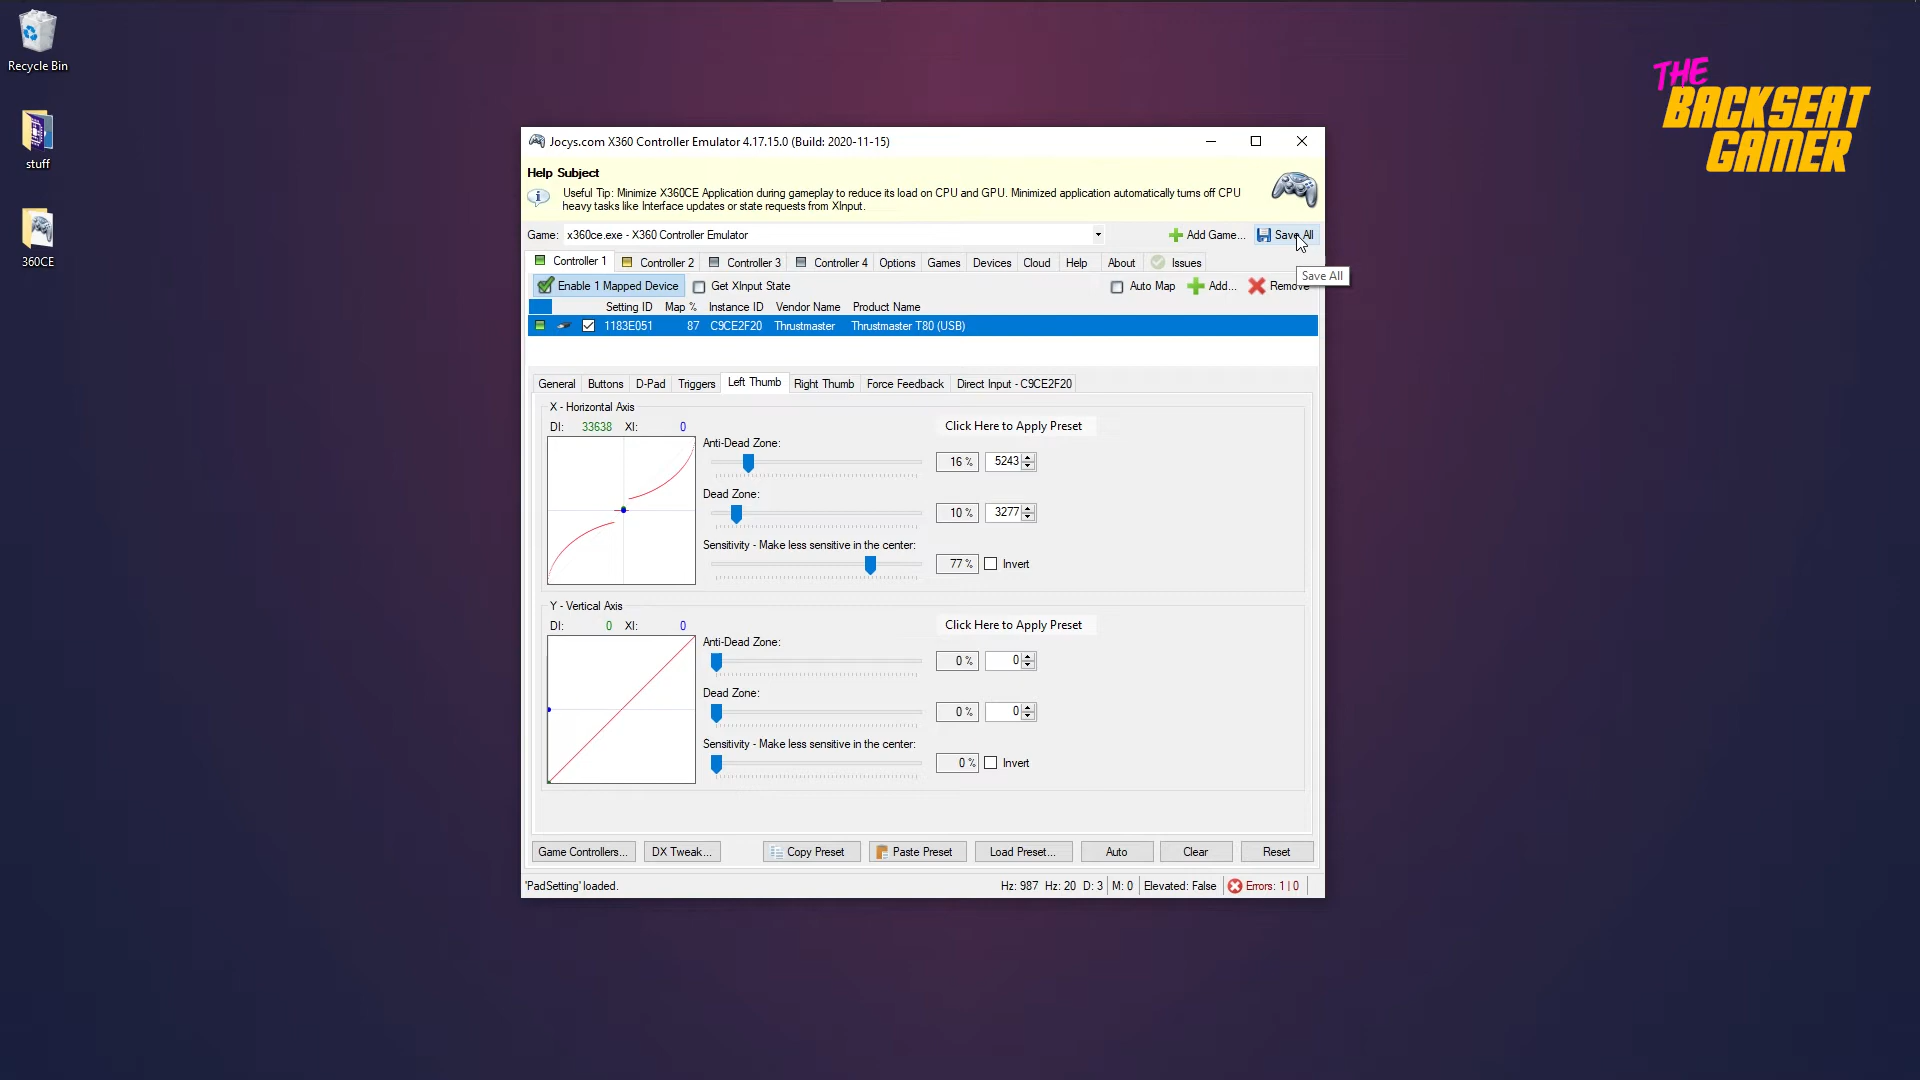 Recycle Bin
stuff
360CE
THE
BACKSEAT
GAMER
Jocys.com X360 Controller Emulator 4.17.15.0 (Build: 2020-11-15)
Help Subject
Useful Tip: Minimize X360CE Application during gameplay to reduce its load on CPU and GPU. Minimized application automatically turns off CPU
heavy tasks like Interface updates or state requests from XInput.
Game: x360ce.exe - X360 Controller Emulator Add Game... Save All
Controller 1 Controller 2 Controller 3 Controller 4 Options Games Devices Cloud Help About Issues
Save All
Enable 1 Mapped Device Get XInput State Auto Map Add... Remove
Setting ID Map % Instance ID Vendor Name Product Name
1183E051 87 C9CE2F20 Thrustmaster Thrustmaster T80 (USB)
General Buttons D-Pad Triggers Left Thumb Right Thumb Force Feedback Direct Input - C9CE2F20
X - Horizontal Axis
DI: 33638 XI: 0 Click Here to Apply Preset
Anti-Dead Zone:
16 % 5243
Dead Zone:
10 % 3277
Sensitivity - Make less sensitive in the center:
77 % Invert
Y - Vertical Axis
DI: 0 XI: 0 Click Here to Apply Preset
Anti-Dead Zone:
0 % 0
Dead Zone:
0 % 0
Sensitivity - Make less sensitive in the center:
0 % Invert
Game Controllers... DX Tweak... Copy Preset Paste Preset Load Preset... Auto Clear Reset
'PadSetting' loaded. Hz: 987 Hz: 20 D: 3 M: 0 Elevated: False Errors: 1 | 0